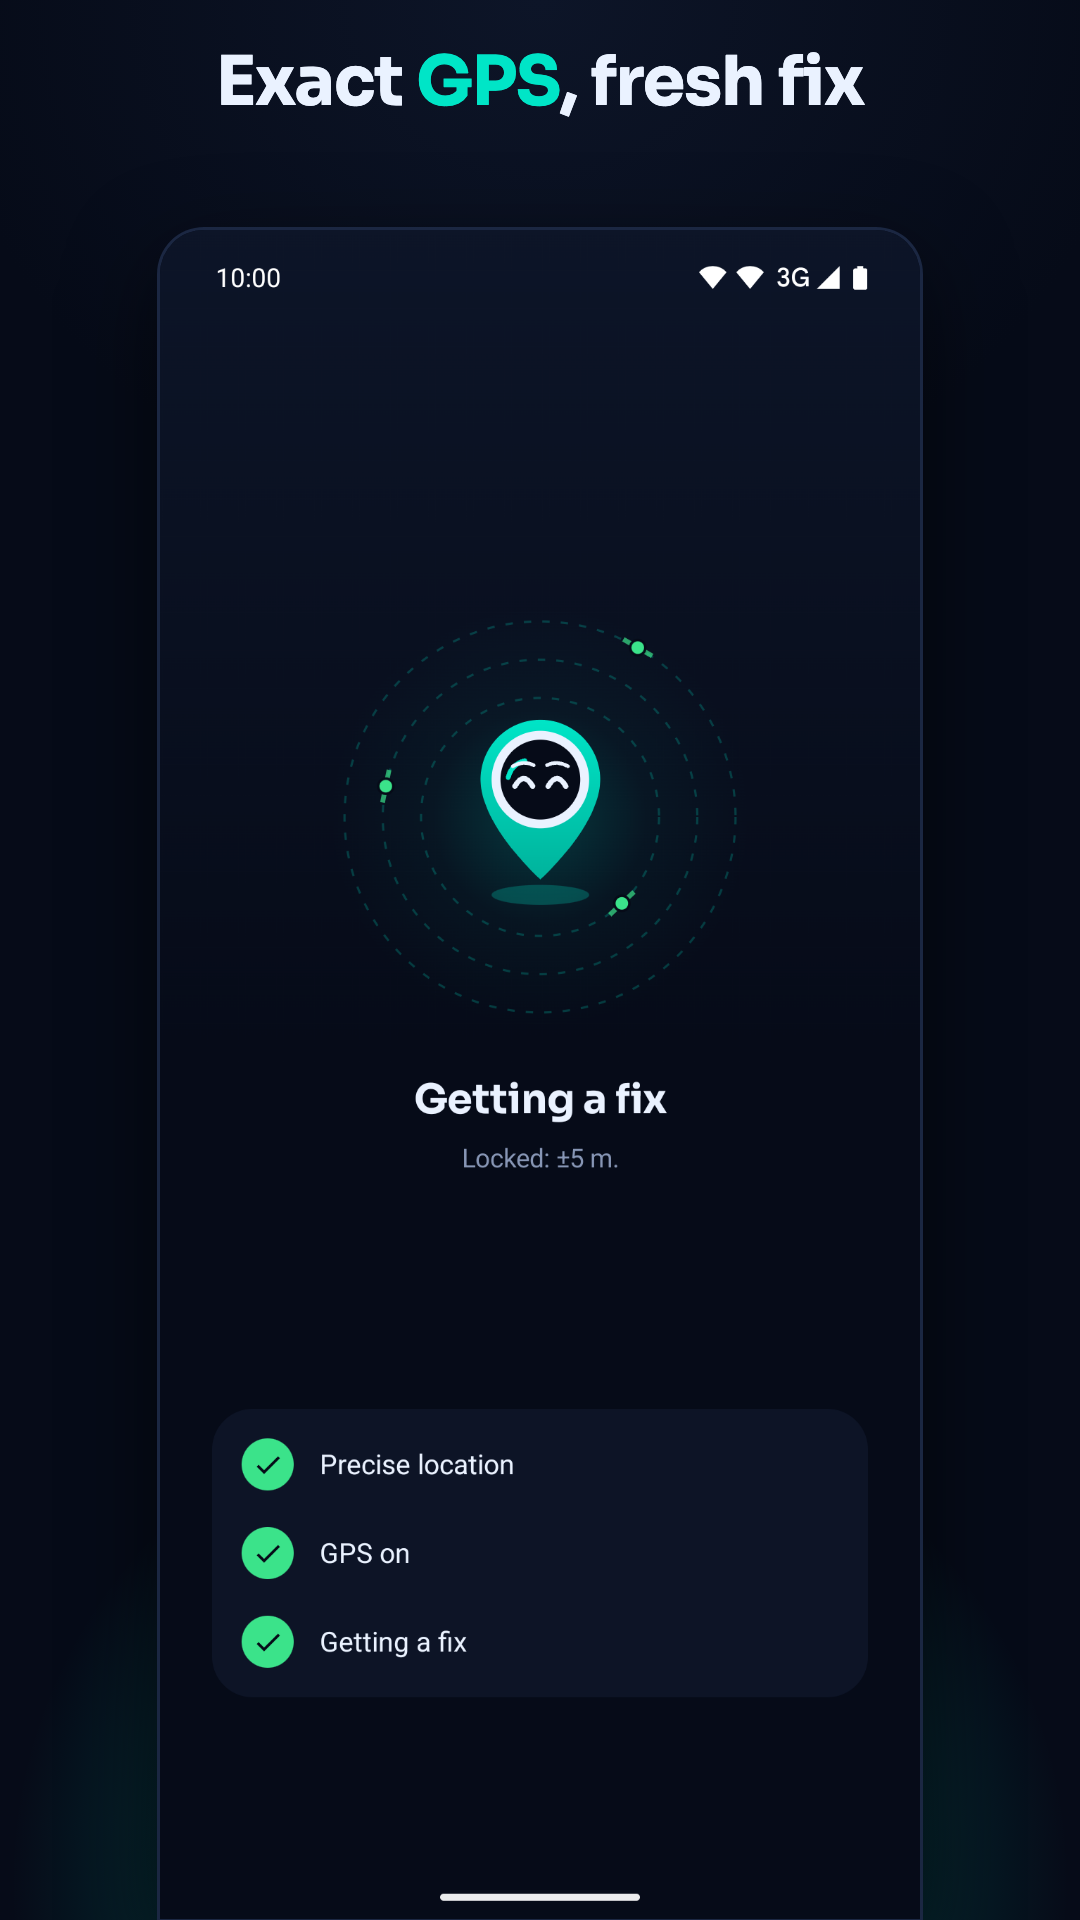 Exact GPS, fresh fix
10:00 3G
Getting a fix
Locked: ±5 m.
Precise location
GPS on
Getting a fix